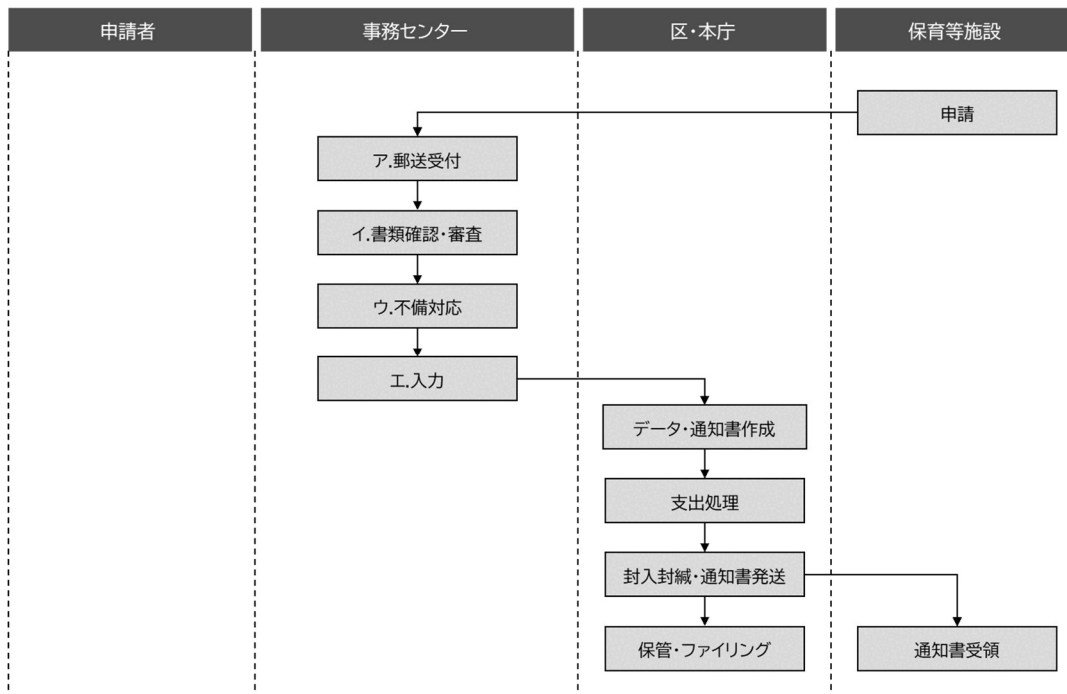 申請者
事務センター
区・本庁
保育等施設
申請
ア.郵送受付
イ.書類確認・審査
ウ.不備対応
エ.入力
データ・通知書作成
支出処理
封入封緘・通知書発送
保管・ファイリング
通知書受領